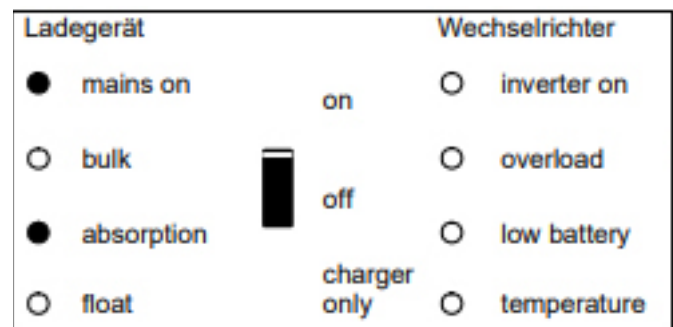 Ladegerät
Wechselrichter
mains on
on
inverter on
bulk
overload
off
absorption
low battery
charger
only
float
temperature